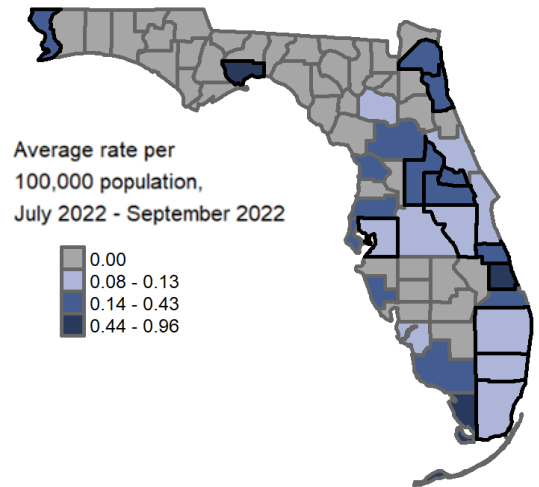 Average rate per
100,000 population,
July 2022 - September 2022
0.00
0.08 - 0.13
0.14 - 0.43
0.44 - 0.96